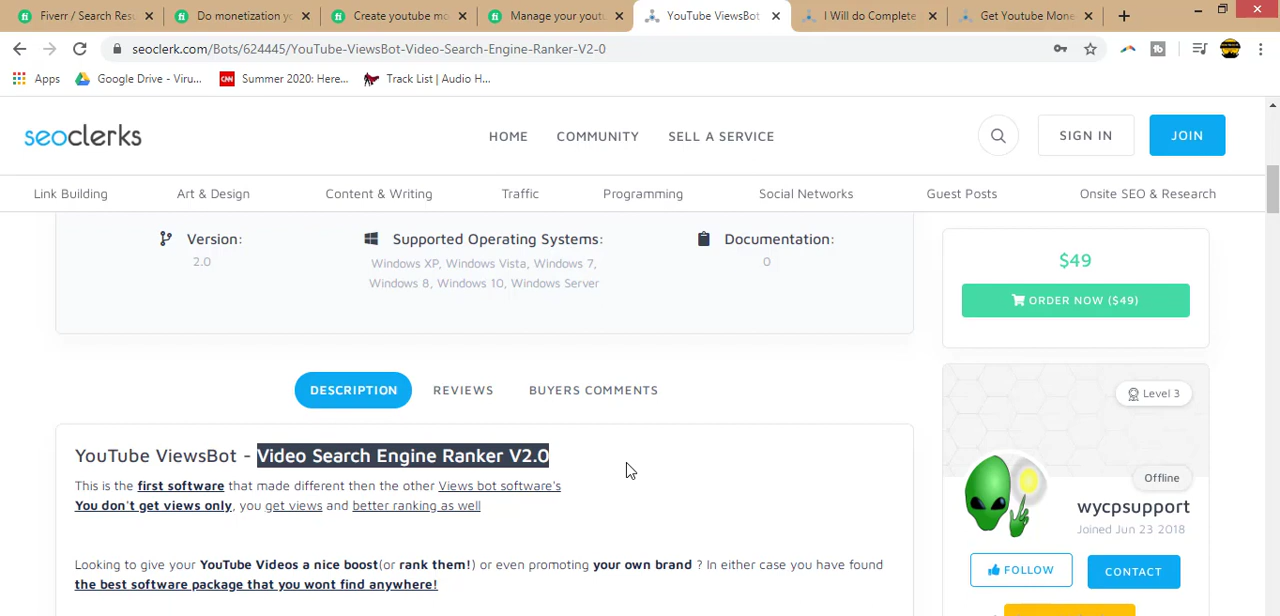 Fiverr / Search Resu
Do monetization yo
Create youtube mo
Manage your youtu
YouTube ViewsBot
I Will do Complete
Get Youtube Mone
seoclerk.com/Bots/624445/YouTube-ViewsBot-Video-Search-Engine-Ranker-V2-0
Apps
Google Drive - Viru...
CNN
Summer 2020: Here...
Track List | Audio H...
seoclerks
HOME
COMMUNITY
SELL A SERVICE
SIGN IN
JOIN
Link Building
Art & Design
Content & Writing
Traffic
Programming
Social Networks
Guest Posts
Onsite SEO & Research
Version:
2.0
Supported Operating Systems:
Windows XP, Windows Vista, Windows 7,
Windows 8, Windows 10, Windows Server
Documentation:
0
$49
ORDER NOW ($49)
DESCRIPTION
REVIEWS
BUYERS COMMENTS
Level 3
Offline
wycpsupport
Joined Jun 23 2018
FOLLOW
CONTACT
YouTube ViewsBot - Video Search Engine Ranker V2.0
This is the first software that made different then the other Views bot software's
You don't get views only, you get views and better ranking as well
Looking to give your YouTube Videos a nice boost(or rank them!) or even promoting your own brand ? In either case you have found
the best software package that you wont find anywhere!